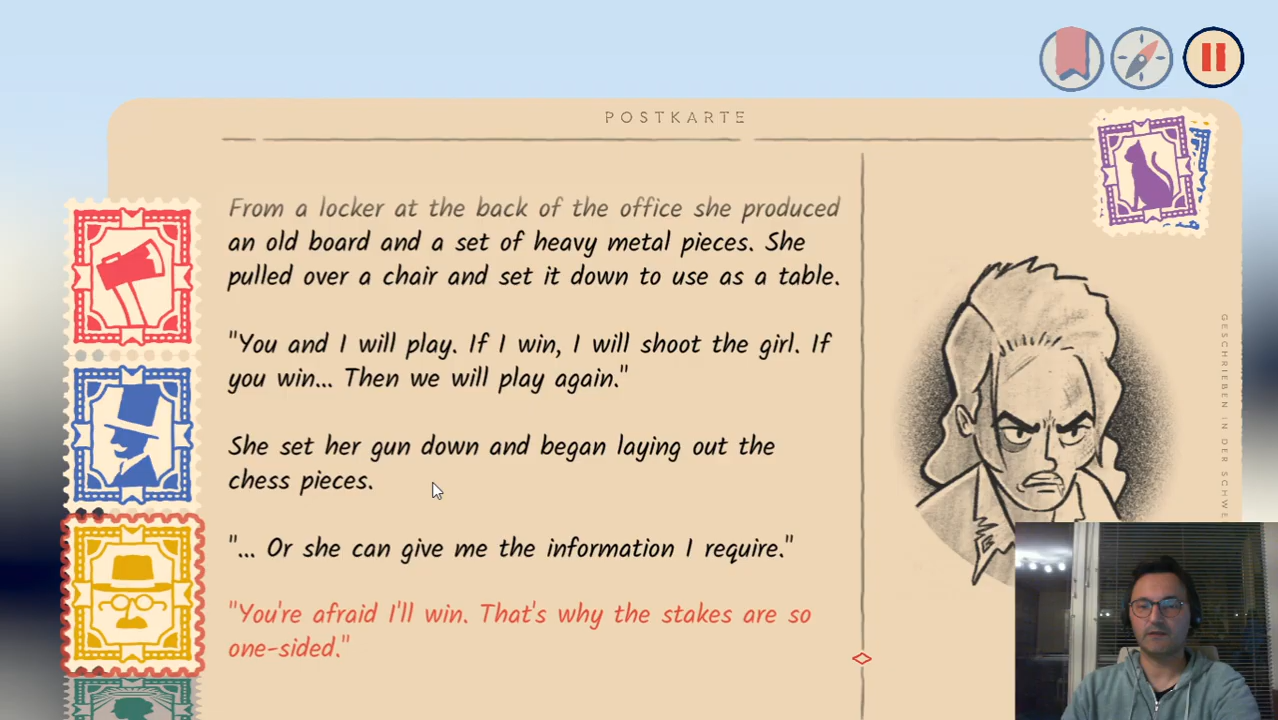 POSTKARTE
From a locker at the back of the office she produced
an old board and a set of heavy metal pieces. She
pulled over a chair and set it down to use as a table.
"You and I will play. If I win, I will shoot the girl. If
you win... Then we will play again."
She set her gun down and began laying out the
chess pieces.
"... Or she can give me the information I require."
"You're afraid I'll win. That's why the stakes are so
one-sided."
GESCHRIEBEN IN DER SCHWE